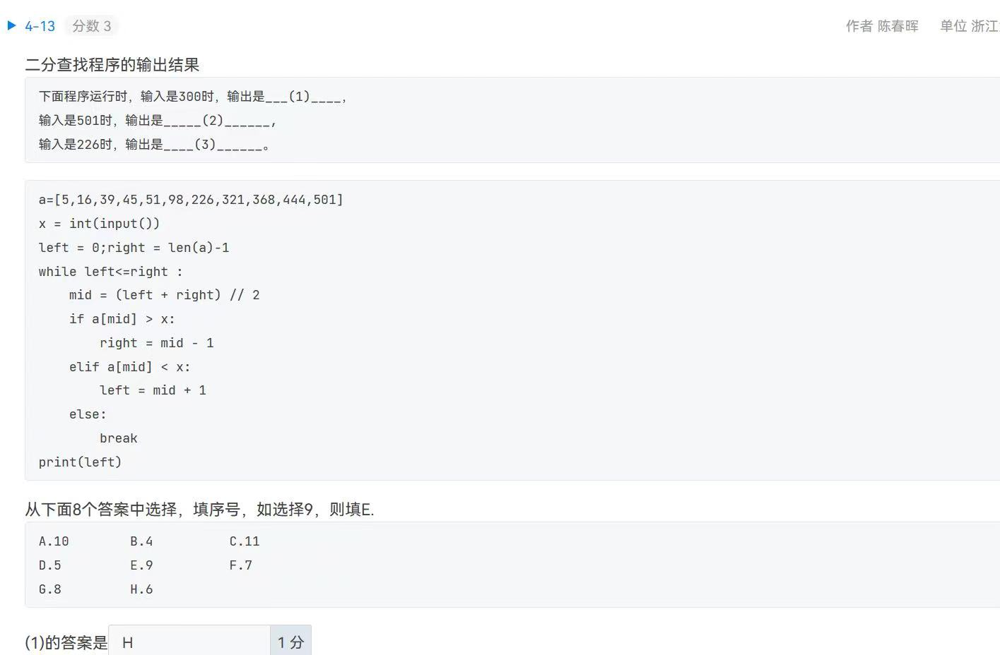 4-13 分数 3 作者 陈春晖 单位 浙江
二分查找程序的输出结果
下面程序运行时，输入是300时，输出是___(1)____，
输入是501时，输出是_____(2)______,
输入是226时，输出是____(3)______。
a=[5,16,39,45,51,98,226,321,368,444,501]
x = int(input())
left = 0;right = len(a)-1
while left<=right :
    mid = (left + right) // 2
    if a[mid] > x:
        right = mid - 1
    elif a[mid] < x:
        left = mid + 1
    else:
        break
print(left)
从下面8个答案中选择，填序号，如选择9，则填E.
A.10 B.4 C.11
D.5 E.9 F.7
G.8 H.6
(1)的答案是 H 1 分